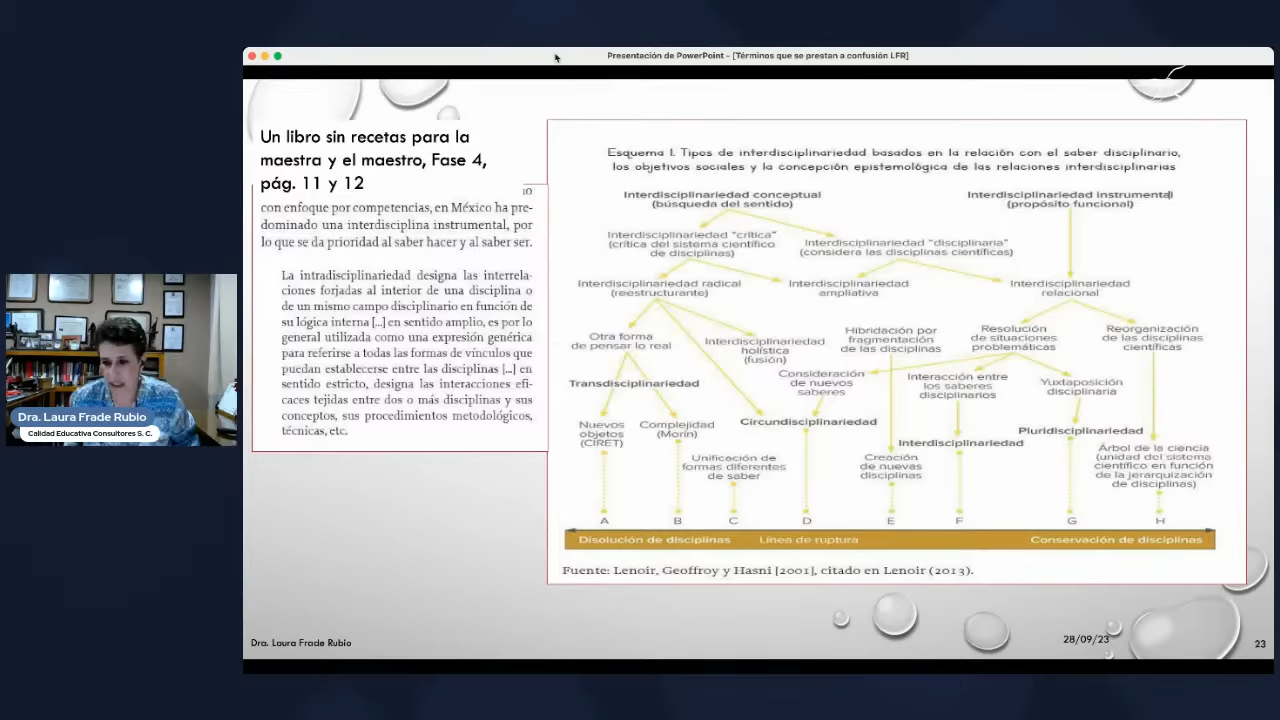 Presentación de PowerPoint - [Términos que se prestan a confusión LFR]
Un libro sin recetas para la
maestra y el maestro, Fase 4,
pág. 11 y 12
con enfoque por competencias, en México ha pre-
dominado una interdisciplina instrumental, por
lo que se da prioridad al saber hacer y al saber ser.
La intradisciplinariedad designa las interrela-
ciones forjadas al interior de una disciplina o
de un mismo campo disciplinario en función de
su lógica interna [...] en sentido amplio, es por lo
general utilizada como una expresión genérica
para referirse a todas las formas de vínculos que
puedan establecerse entre las disciplinas [...] en
sentido estricto, designa las interacciones efi-
caces tejidas entre dos o más disciplinas y sus
conceptos, sus procedimientos metodológicos,
técnicas, etc.
Esquema 1. Tipos de interdisciplinariedad basados en la relación con el saber disciplinario,
los objetivos sociales y la concepción epistemológica de las relaciones interdisciplinarias
Interdisciplinariedad conceptual
(búsqueda del sentido)
Interdisciplinariedad instrumental
(propósito funcional)
Interdisciplinariedad "crítica"
(crítica del sistema científico
de disciplinas)
Interdisciplinariedad "disciplinaria"
(considera las disciplinas científicas)
Interdisciplinariedad radical
(reestructurante)
Interdisciplinariedad
ampliativa
Interdisciplinariedad
relacional
Otra forma
de pensar lo real
Interdisciplinariedad
holística
(fusión)
Hibridación por
fragmentación
de las disciplinas
Resolución
de situaciones
problemáticas
Reorganización
de las disciplinas
científicas
Transdisciplinariedad
Consideración
de nuevos
saberes
Interacción entre
los saberes
disciplinarios
Yuxtaposición
disciplinaria
Nuevos
objetos
(CIRET)
Complejidad
(Morin)
Circundisciplinariedad
Interdisciplinariedad
Pluridisciplinariedad
Unificación de
formas diferentes
de saber
Creación
de nuevas
disciplinas
Árbol de la ciencia
(unidad del sistema
científico en función
de la jerarquización
de disciplinas)
A B C D E F G H
Disolución de disciplinas Línea de ruptura Conservación de disciplinas
Fuente: Lenoir, Geoffroy y Hasni [2001], citado en Lenoir (2013).
Dra. Laura Frade Rubio
28/09/23
23
Dra. Laura Frade Rubio
Calidad Educativa Consultores S. C.